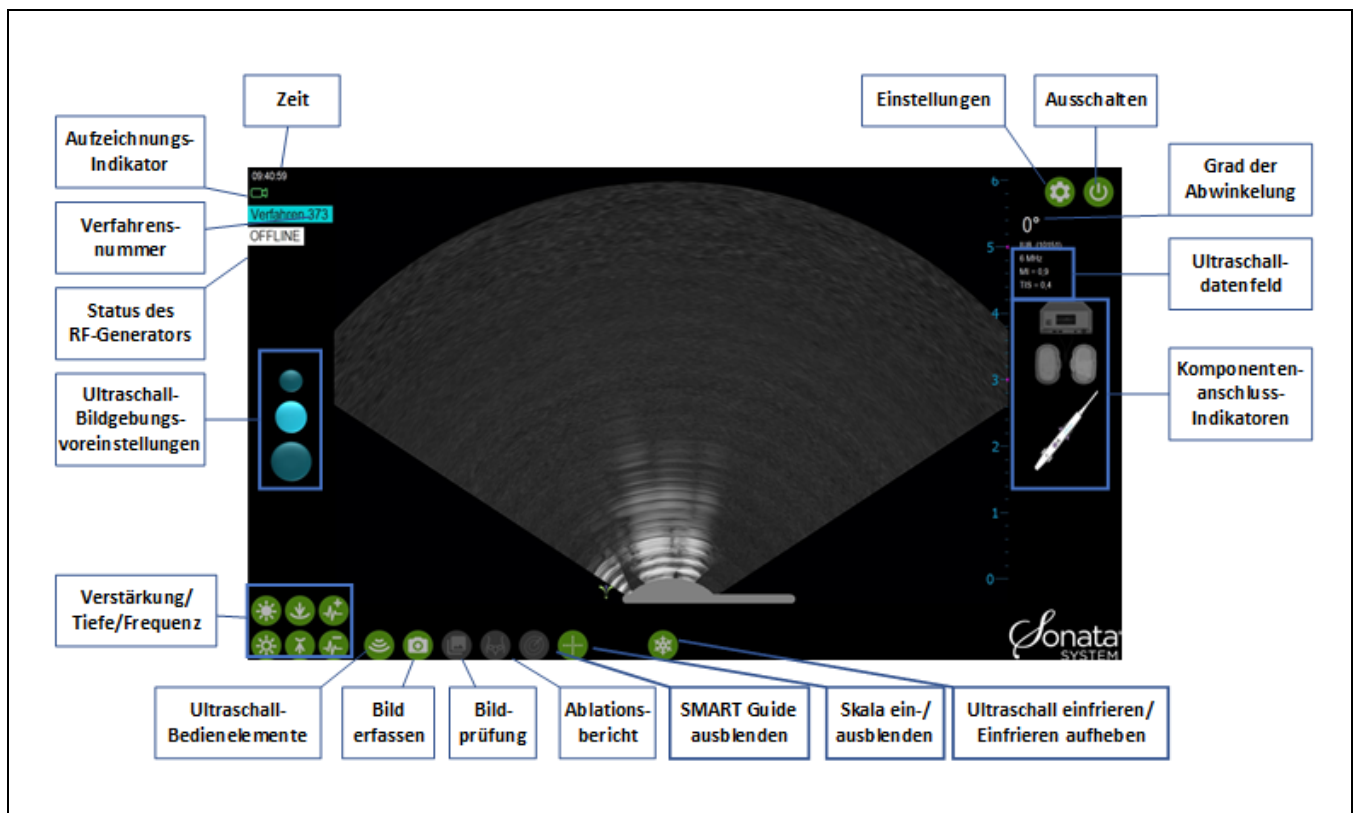 Zeit
Einstellungen
Ausschalten
Aufzeichnungs-
Indikator
Grad der
Abwinkelung
Verfahrens-
nummer
Ultraschall-
datenfeld
Status des
RF-Generators
Komponenten-
anschluss-
Indikatoren
Ultraschall-
Bildgebungs-
voreinstellungen
Verstärkung/
Tiefe/Frequenz
09:40:59
Verfahren 373
OFFLINE
6
0°
5
6 MHz
MI = 0,9
TIS = 0,4
4
3
2
1
0
Sonata
SYSTEM
Ultraschall-
Bedienelemente
Bild
erfassen
Bild-
prüfung
Ablations-
bericht
SMART Guide
ausblenden
Skala ein-/
ausblenden
Ultraschall einfrieren/
Einfrieren aufheben